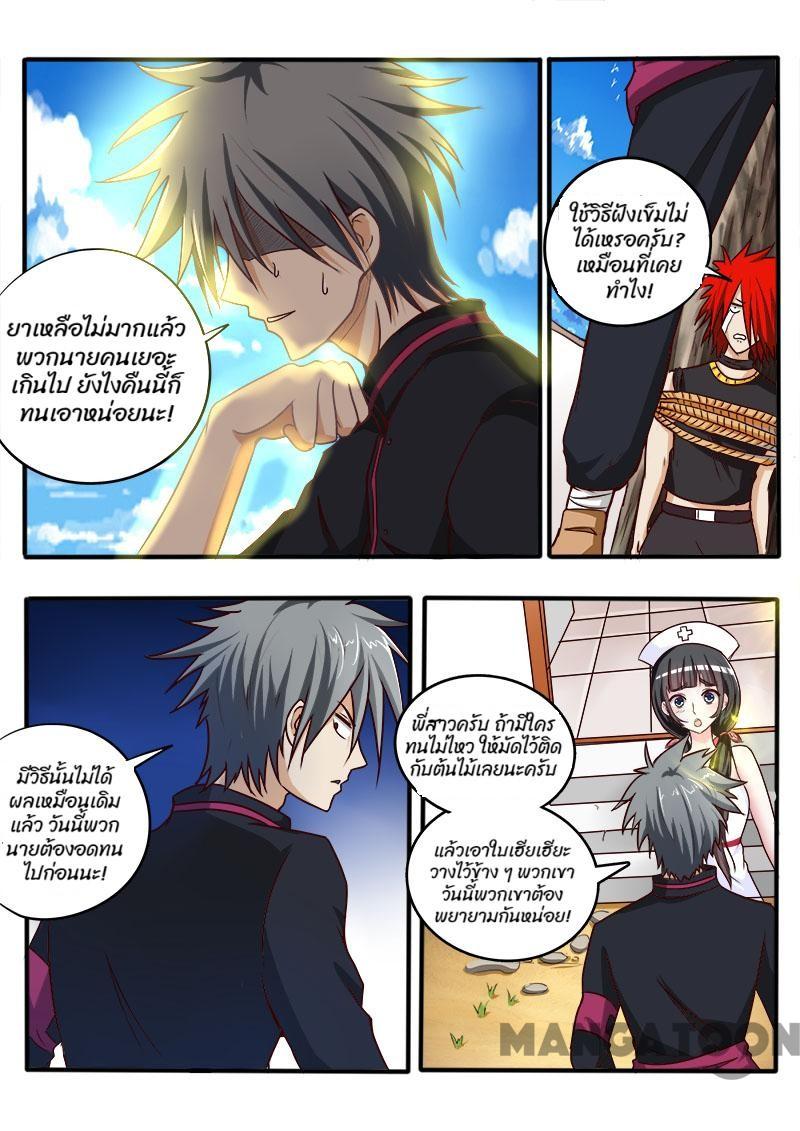 ยาเหลือไม่มากแล้ว
พวกนายคนเยอะ
เกินไป ยังไงคืนนี้ก็
ทนเอาหน่อยนะ!
ใช้วิธีฝังเข็มไม่
ได้เหรอครับ?
เหมือนที่เคย
ทำไง!
มีวิธีนั้นไม่ได้
ผลเหมือนเดิม
แล้ว วันนี้พวก
นายต้องอดทน
ไปก่อนนะ!
พี่สาวครับ ถ้ามีใคร
ทนไม่ไหว ให้มัดไว้ติด
กับต้นไม้เลยนะครับ
แล้วเอาใบเฮียเฮียะ
วางไว้ข้าง ๆ พวกเขา
วันนี้พวกเขาต้อง
พยายามกันหน่อย!
MANGATOON